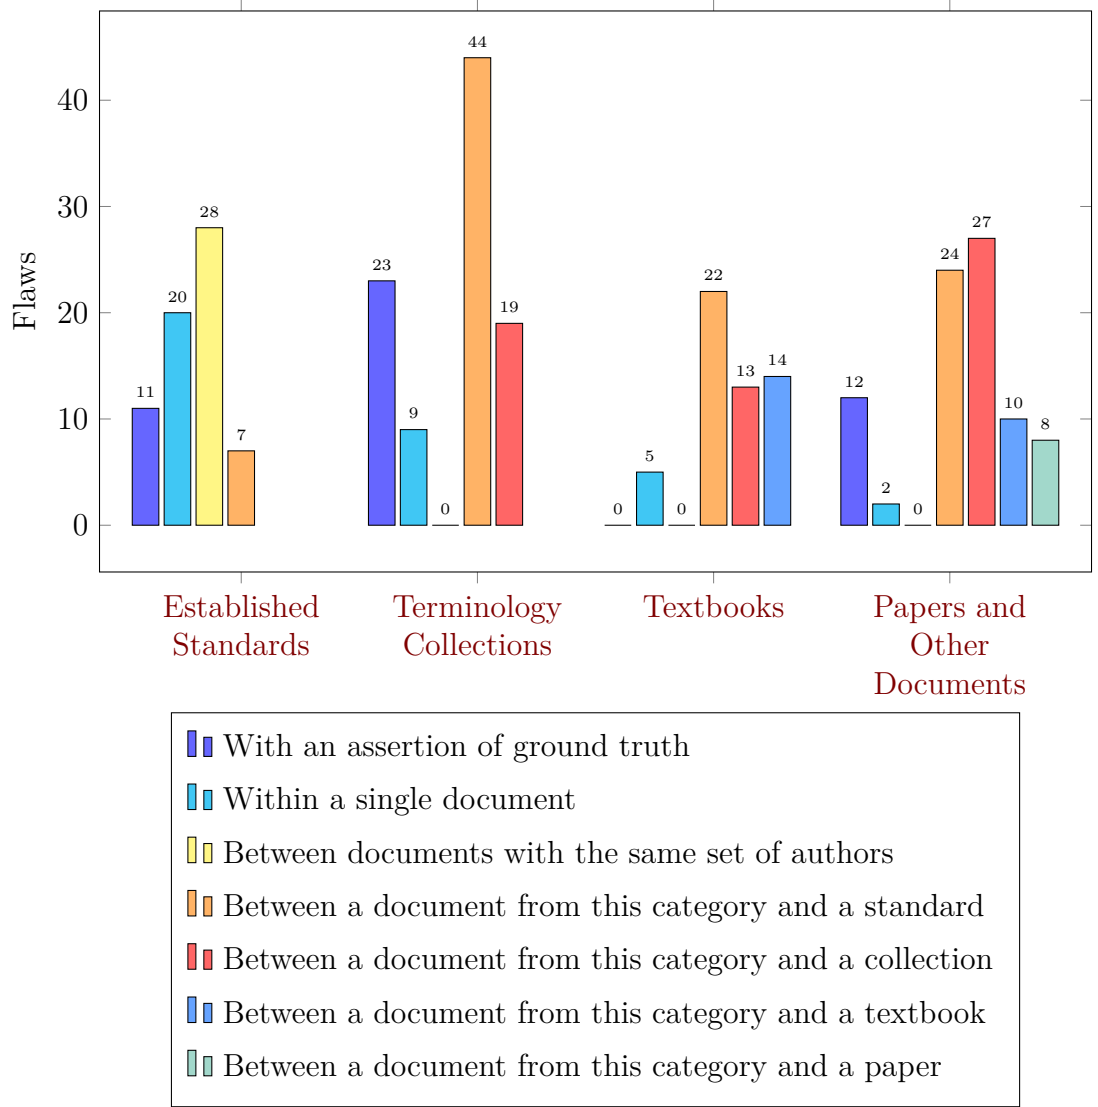 44
40
30
28
27
24
23
22
20
20
19
14
13
12
11
10
10
9
8
7
5
2
0
0
0
0
0
Flaws
Established Standards
Terminology Collections
Textbooks
Papers and Other Documents
With an assertion of ground truth
Within a single document
Between documents with the same set of authors
Between a document from this category and a standard
Between a document from this category and a collection
Between a document from this category and a textbook
Between a document from this category and a paper